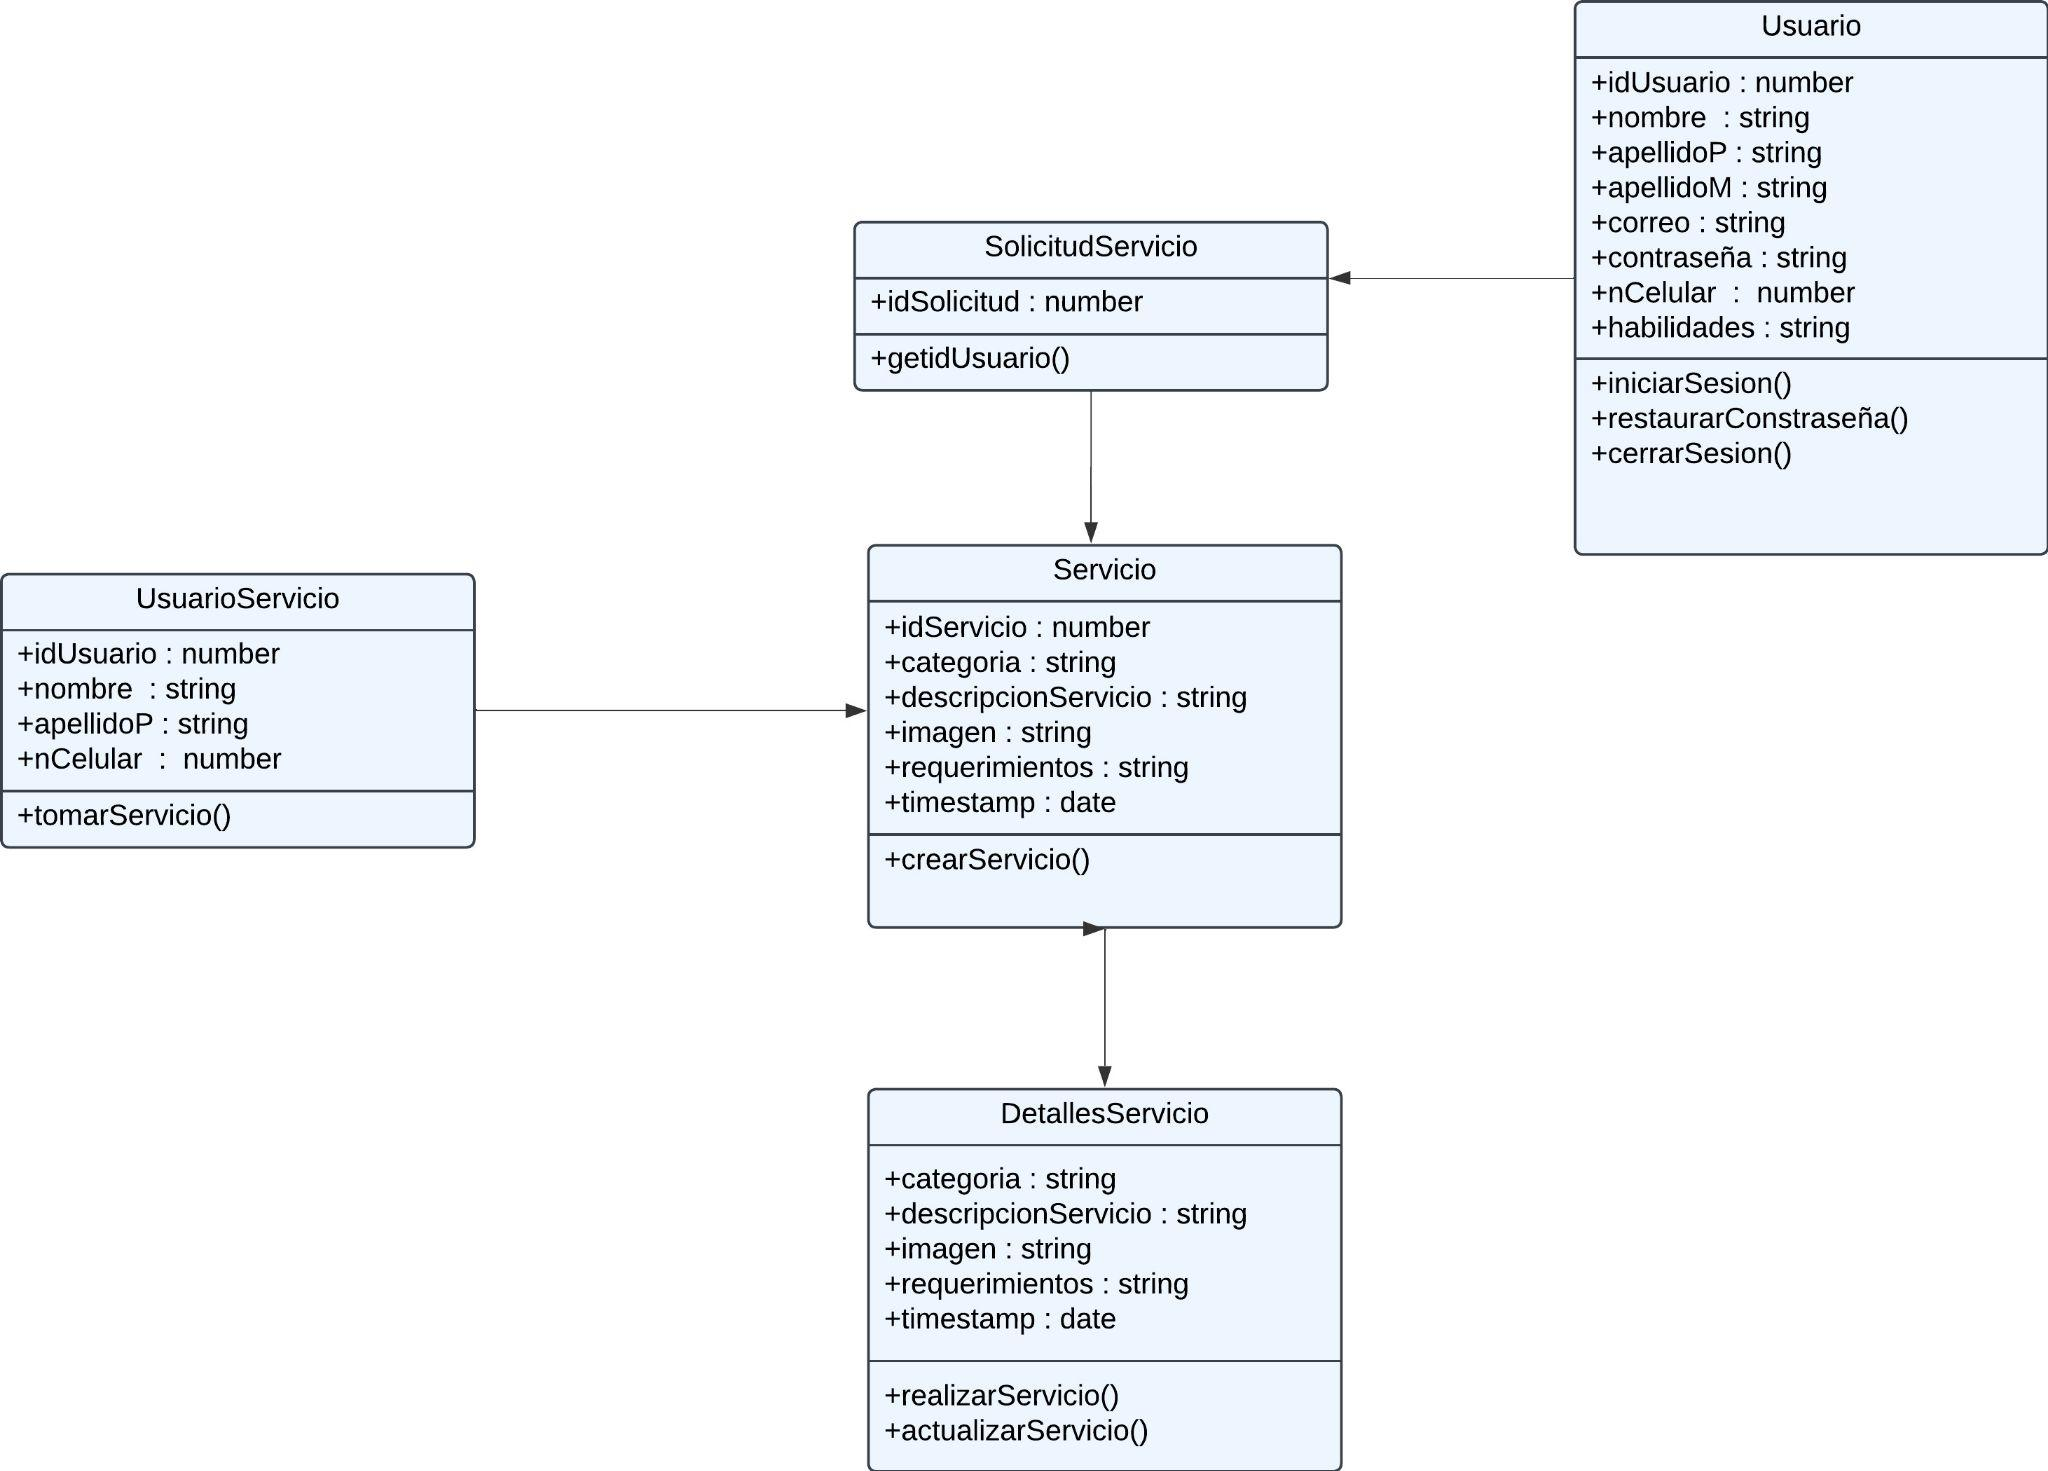 Usuario
+idUsuario : number
+nombre  : string
+apellidoP : string
+apellidoM : string
+correo : string
+contraseña : string
+nCelular  :  number
+habilidades : string
+iniciarSesion()
+restaurarConstraseña()
+cerrarSesion()
SolicitudServicio
+idSolicitud : number
+getidUsuario()
UsuarioServicio
+idUsuario : number
+nombre  : string
+apellidoP : string
+nCelular  :  number
+tomarServicio()
Servicio
+idServicio : number
+categoria : string
+descripcionServicio : string
+imagen : string
+requerimientos : string
+timestamp : date
+crearServicio()
DetallesServicio
+categoria : string
+descripcionServicio : string
+imagen : string
+requerimientos : string
+timestamp : date
+realizarServicio()
+actualizarServicio()